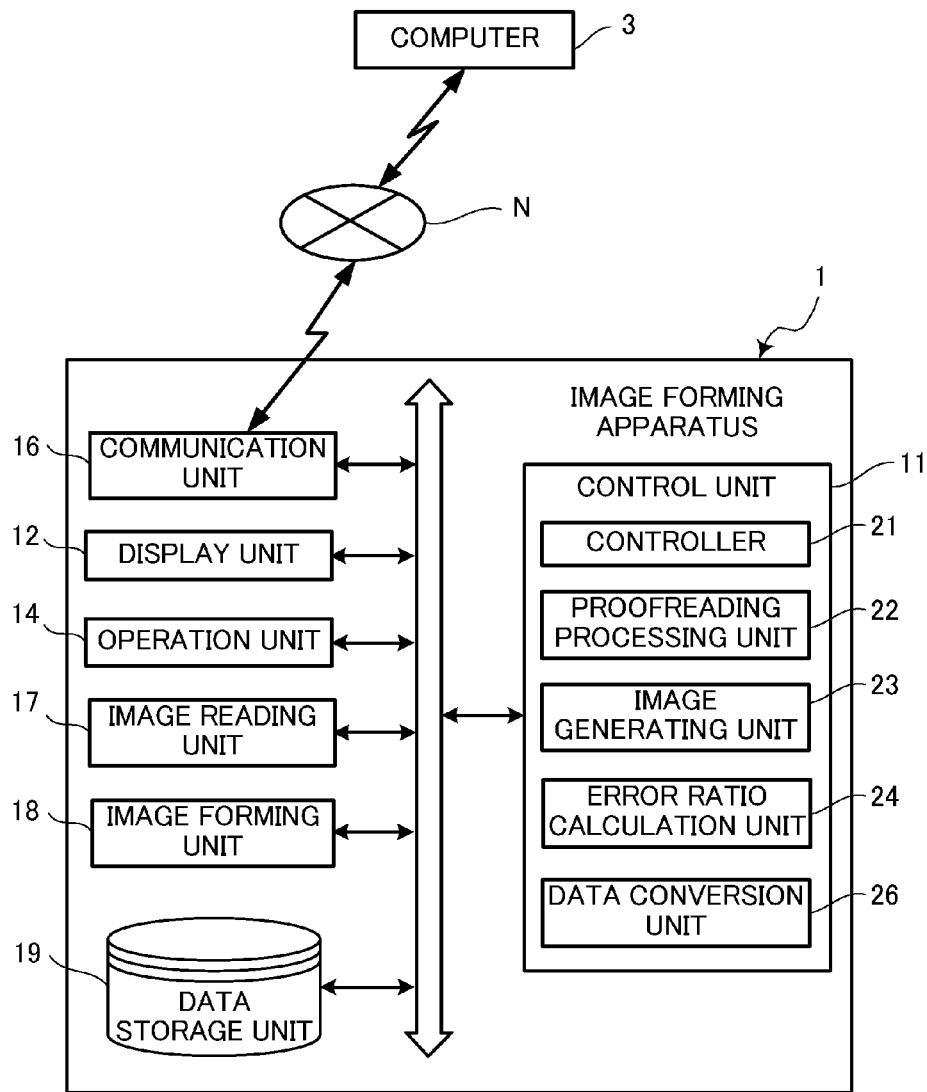 COMPUTER
3
N
1
IMAGE FORMING
APPARATUS
16
COMMUNICATION
UNIT
12
DISPLAY UNIT
14
OPERATION UNIT
17
IMAGE READING
UNIT
18
IMAGE FORMING
UNIT
19
DATA
STORAGE UNIT
11
CONTROL UNIT
CONTROLLER
21
PROOFREADING
PROCESSING UNIT
22
IMAGE
GENERATING UNIT
23
ERROR RATIO
CALCULATION UNIT
24
DATA CONVERSION
UNIT
26